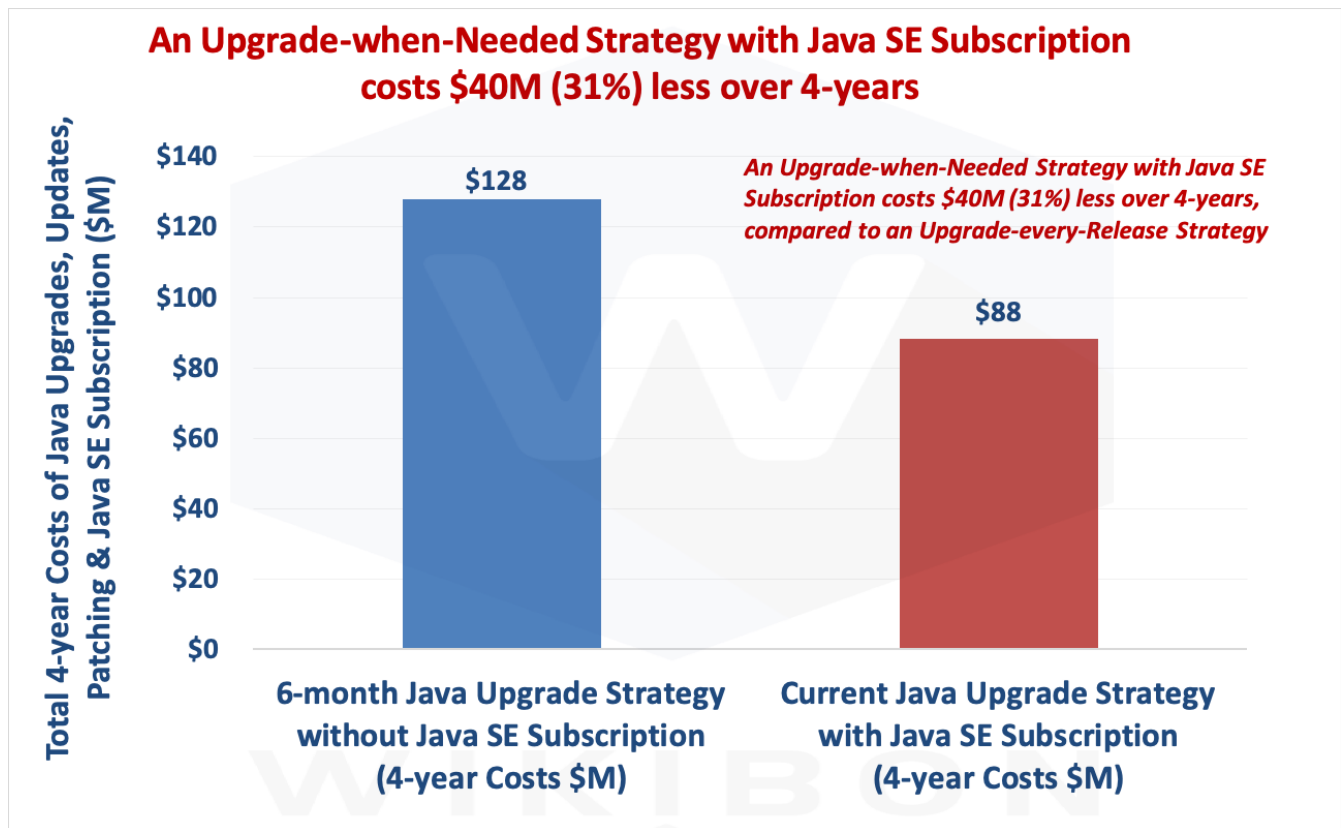 An Upgrade-when-Needed Strategy with Java SE Subscription
costs $40M (31%) less over 4-years
Total 4-year Costs of Java Upgrades, Updates,
Patching & Java SE Subscription ($M)
$140
$120
$100
$80
$60
$40
$20
$0
An Upgrade-when-Needed Strategy with Java SE
Subscription costs $40M (31%) less over 4-years,
compared to an Upgrade-every-Release Strategy
$128
$88
6-month Java Upgrade Strategy
without Java SE Subscription
(4-year Costs $M)
Current Java Upgrade Strategy
with Java SE Subscription
(4-year Costs $M)
W
WIKIBON